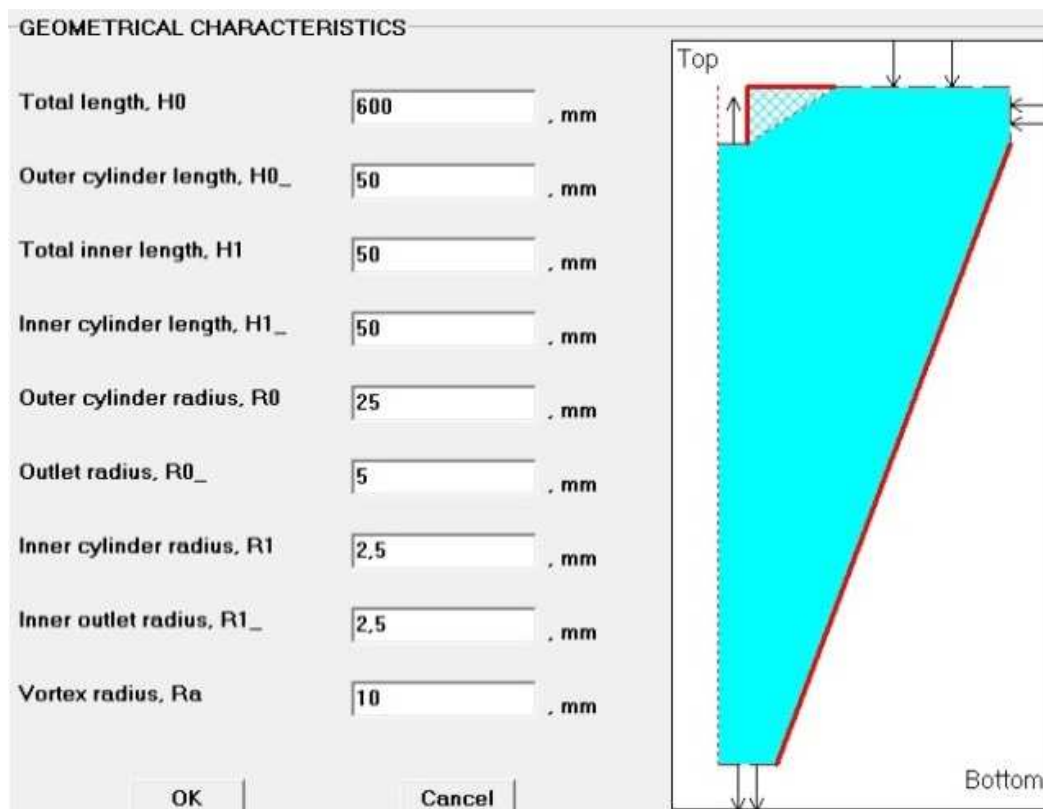 GEOMETRICAL CHARACTERISTICS
Top
Total length, H0 600 , mm
Outer cylinder length, H0_ 50 , mm
Total inner length, H1 50 , mm
Inner cylinder length, H1_ 50 , mm
Outer cylinder radius, R0 25 , mm
Outlet radius, R0_ 5 , mm
Inner cylinder radius, R1 2,5 , mm
Inner outlet radius, R1_ 2,5 , mm
Vortex radius, Ra 10 , mm
Bottom
OK Cancel